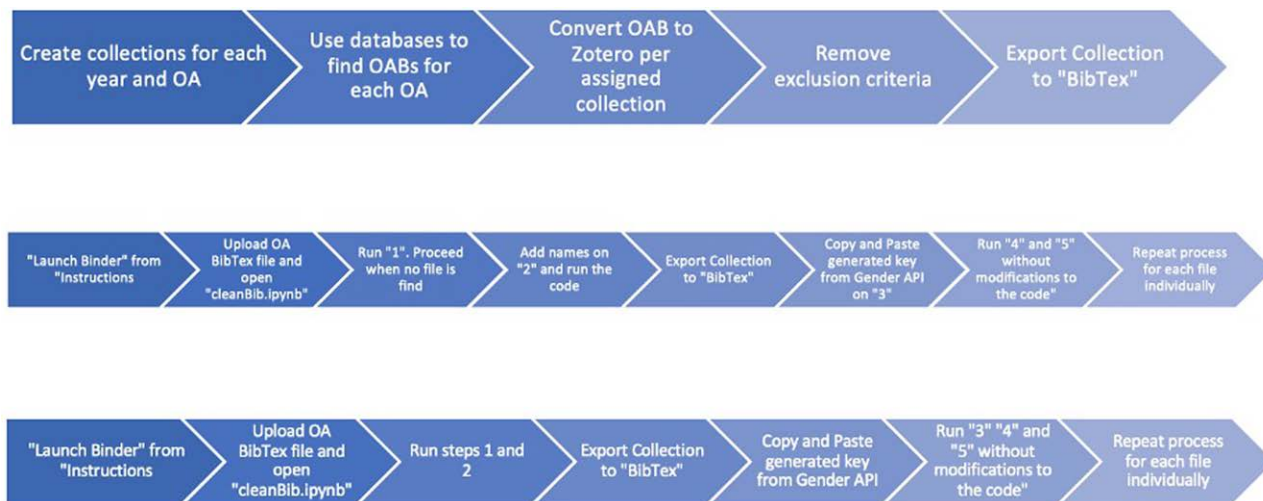 Create collections for each
year and OA
Use databases to
find OABs for
each OA
Convert OAB to
Zotero per
assigned
collection
Remove
exclusion criteria
Export Collection
to "BibTex"
"Launch Binder" from
"Instructions
Upload OA
BibTex file and
open
"cleanBib.ipynb"
Run "1". Proceed
when no file is
find
Add names on
"2" and run the
code
Export Collection
to "BibTex"
Copy and Paste
generated key
from Gender API
on "3"
Run "4" and "5"
without
modifications to
the code"
Repeat process
for each file
individually
"Launch Binder" from
"Instructions
Upload OA
BibTex file and
open
"cleanBib.ipynb"
Run steps 1 and
2
Export Collection
to "BibTex"
Copy and Paste
generated key
from Gender API
Run "3" "4" and
"5" without
modifications to
the code"
Repeat process
for each file
individually